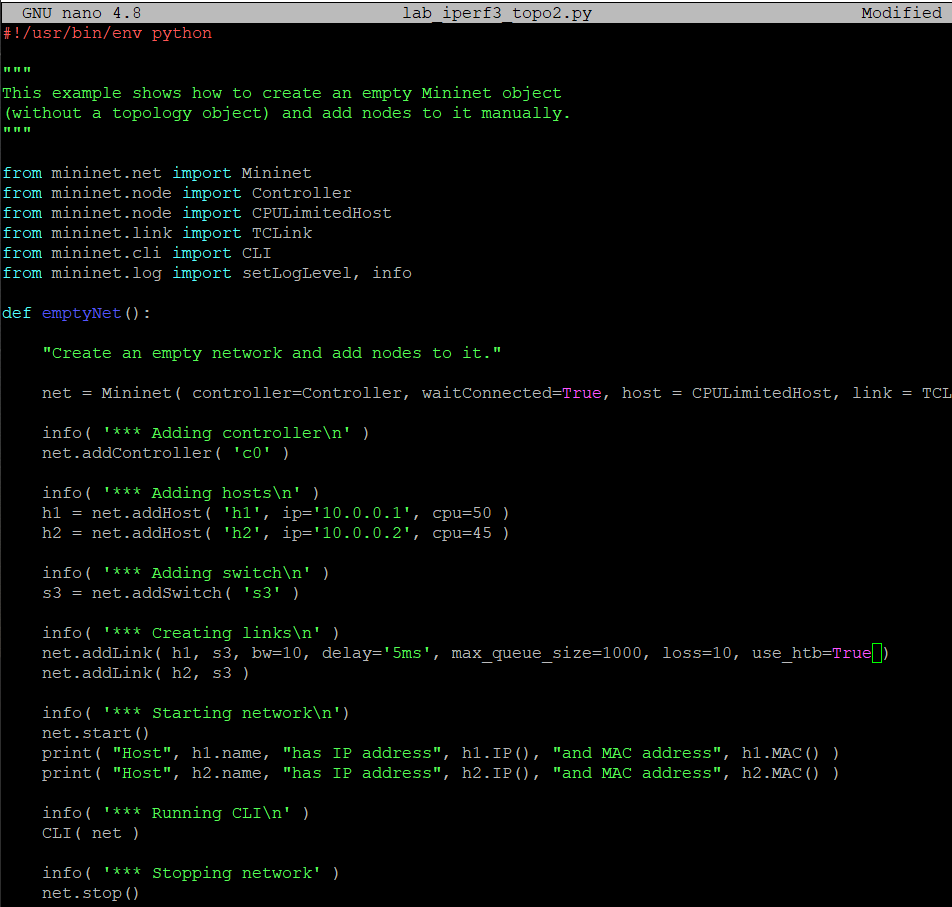 GNU nano 4.8 lab_iperf3_topo2.py Modified
#!/usr/bin/env python
"""
This example shows how to create an empty Mininet object
(without a topology object) and add nodes to it manually.
"""
from mininet.net import Mininet
from mininet.node import Controller
from mininet.node import CPULimitedHost
from mininet.link import TCLink
from mininet.cli import CLI
from mininet.log import setLogLevel, info
def emptyNet():
    "Create an empty network and add nodes to it."
    net = Mininet( controller=Controller, waitConnected=True, host = CPULimitedHost, link = TCL
    info( '*** Adding controller\n' )
    net.addController( 'c0' )
    info( '*** Adding hosts\n' )
    h1 = net.addHost( 'h1', ip='10.0.0.1', cpu=50 )
    h2 = net.addHost( 'h2', ip='10.0.0.2', cpu=45 )
    info( '*** Adding switch\n' )
    s3 = net.addSwitch( 's3' )
    info( '*** Creating links\n' )
    net.addLink( h1, s3, bw=10, delay='5ms', max_queue_size=1000, loss=10, use_htb=True )
    net.addLink( h2, s3 )
    info( '*** Starting network\n')
    net.start()
    print( "Host", h1.name, "has IP address", h1.IP(), "and MAC address", h1.MAC() )
    print( "Host", h2.name, "has IP address", h2.IP(), "and MAC address", h2.MAC() )
    info( '*** Running CLI\n' )
    CLI( net )
    info( '*** Stopping network' )
    net.stop()